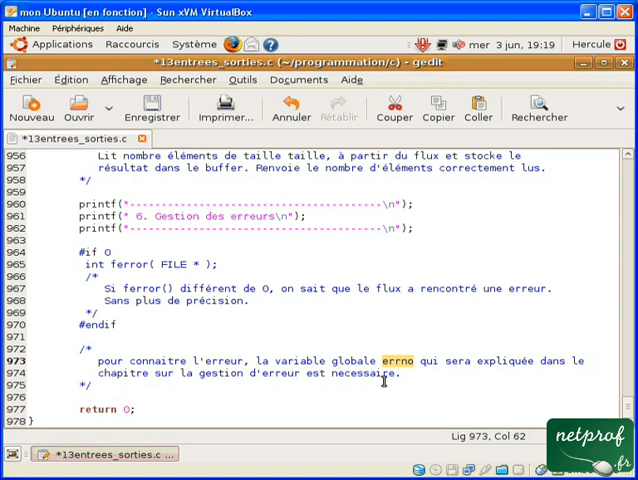 mon Ubuntu [en fonction] - Sun xVM VirtualBox
Machine Périphériques Aide
Applications Raccourcis Système mer 3 jun, 19:19 Hercule
*13entrees_sorties.c (~/programmation/c) - gedit
Fichier Édition Affichage Rechercher Outils Documents Aide
Nouveau Ouvrir Enregistrer Imprimer... Annuler Rétablir Couper Copier Coller Rechercher
*13entrees_sorties.c
956 Lit nombre éléments de taille taille, à partir du flux et stocke le
957 résultat dans le buffer. Renvoie le nombre d'éléments correctement lus.
958 */
959
960 printf("----------------------------------------\n");
961 printf(" 6. Gestion des erreurs\n");
962 printf("----------------------------------------\n");
963
964 #if 0
965 int ferror( FILE * );
966 /*
967 Si ferror() différent de 0, on sait que le flux a rencontré une erreur.
968 Sans plus de précision.
969 */
970 #endif
971
972 /*
973 pour connaitre l'erreur, la variable globale errno qui sera expliquée dans le
974 chapitre sur la gestion d'erreur est necessaire.
975 */
976
977 return 0;
978 }
Lig 973, Col 62
*13entrees_sorties.c ...
netprof
.fr